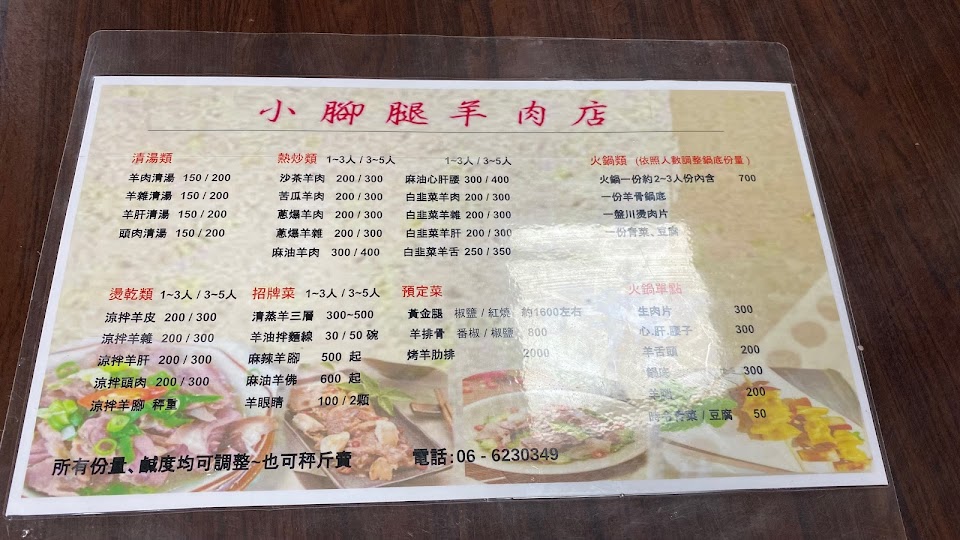 小腳腿羊肉店
清湯類
羊肉清湯 150 / 200
羊雜清湯 150 / 200
羊肝清湯 150 / 200
頭肉清湯 150 / 200
熱炒類 1~3人 / 3~5人
沙茶羊肉 200 / 300
苦瓜羊肉 200 / 300
蔥爆羊肉 200 / 300
蔥爆羊雜 200 / 300
麻油羊肉 300 / 400
1~3人 / 3~5人
麻油心肝腰 300 / 400
白韭菜羊肉 200 / 300
白韭菜羊雜 200 / 300
白韭菜羊肝 200 / 300
白韭菜羊舌 250 / 350
火鍋類 (依照人數調整鍋底份量)
火鍋一份約2~3人份內含 700
一份羊骨鍋底
一盤川燙肉片
一份青菜、豆腐
燙乾類 1~3人 / 3~5人
涼拌羊皮 200 / 300
涼拌羊雜 200 / 300
涼拌羊肝 200 / 300
涼拌頭肉 200 / 300
涼拌羊腳 秤重
招牌菜 1~3人 / 3~5人
清蒸羊三層 300~500
羊油拌麵線 30 / 50 碗
麻辣羊腳 500 起
麻油羊佛 600 起
羊眼睛 100 / 2顆
預定菜
黃金腿 椒鹽 / 紅燒 約1600左右
羊排骨 番椒 / 椒鹽 800
烤羊肋排 2000
火鍋單點
生肉片 300
心.肝.腰子 300
羊舌頭 200
鍋底 300
200
青菜 / 豆腐 50
所有份量、鹹度均可調整~也可秤斤賣
電話:06 - 6230349